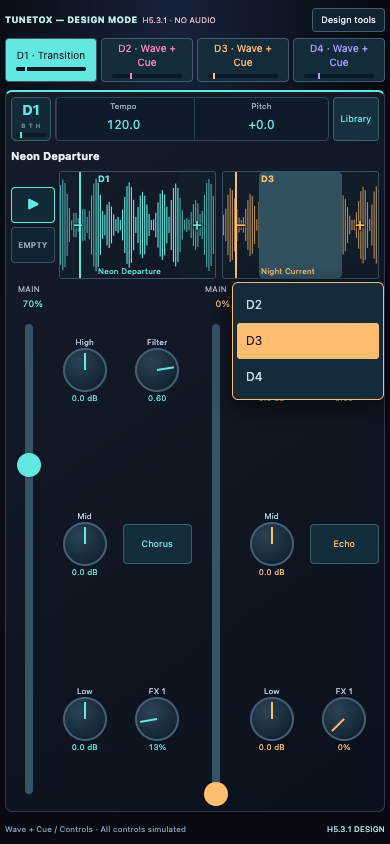 TUNETOX — DESIGN MODE H5.3.1 · NO AUDIO
Design tools
D1 · Transition
D2 · Wave +
Cue
D3 · Wave +
Cue
D4 · Wave +
Cue
D1
B T H
Tempo
120.0
Pitch
+0.0
Library
Neon Departure
D1
Neon Departure
D3
Night Current
EMPTY
MAIN
70%
MAIN
0%
D2
D3
D4
High
0.0 dB
Filter
0.60
Mid
0.0 dB
Chorus
Mid
0.0 dB
Echo
Low
0.0 dB
FX 1
13%
Low
0.0 dB
FX 1
0%
Wave + Cue / Controls · All controls simulated
H5.3.1 DESIGN